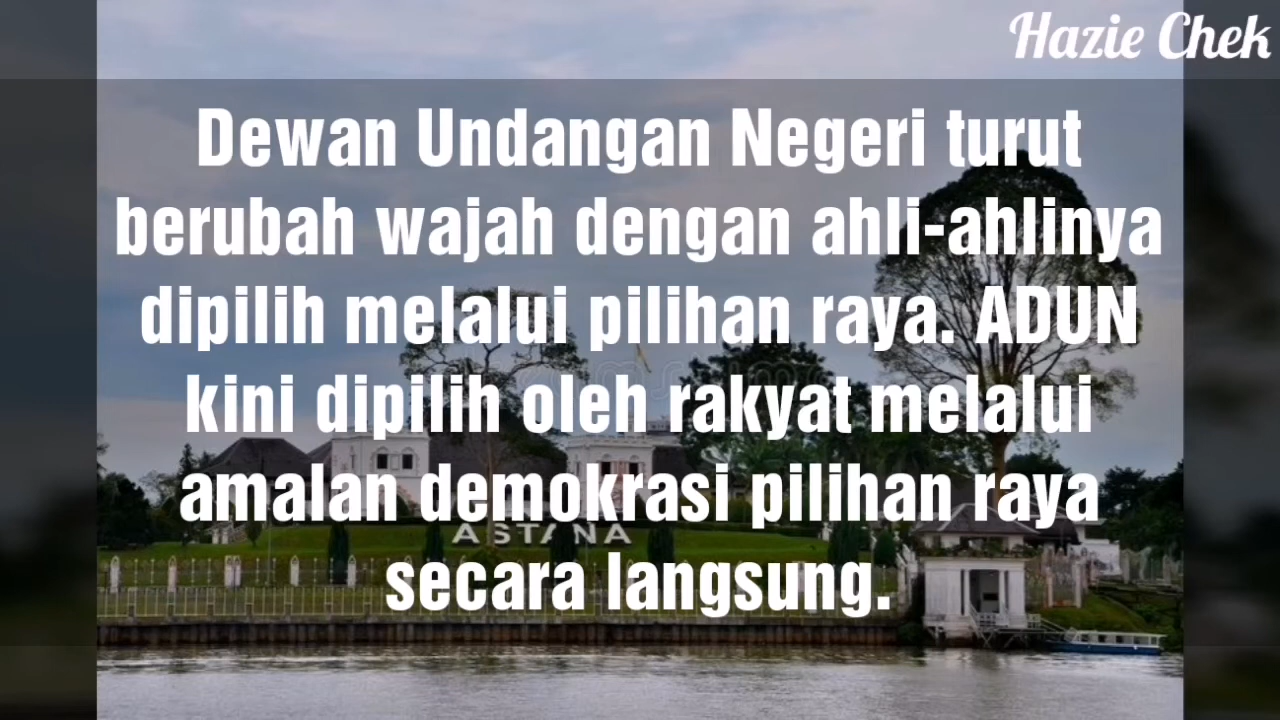 Hazie Chek
Dewan Undangan Negeri turut
berubah wajah dengan ahli-ahlinya
dipilih melalui pilihan raya. ADUN
kini dipilih oleh rakyat melalui
amalan demokrasi pilihan raya
ASTANA
secara langsung.